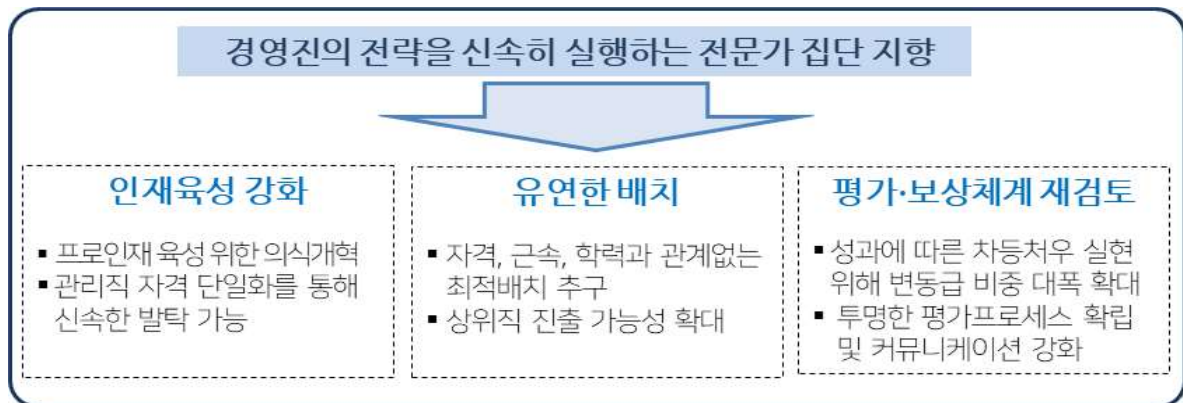 경영진의 전략을 신속히 실행하는 전문가 집단 지향
인재육성 강화
▪ 프로인재 육성 위한 의식개혁
▪ 관리직 자격 단일화를 통해
신속한 발탁 가능
유연한 배치
▪ 자격, 근속, 학력과 관계없는
최적배치 추구
▪ 상위직 진출 가능성 확대
평가·보상체계 재검토
▪ 성과에 따른 차등처우 실현
위해 변동급 비중 대폭 확대
▪ 투명한 평가프로세스 확립
및 커뮤니케이션 강화